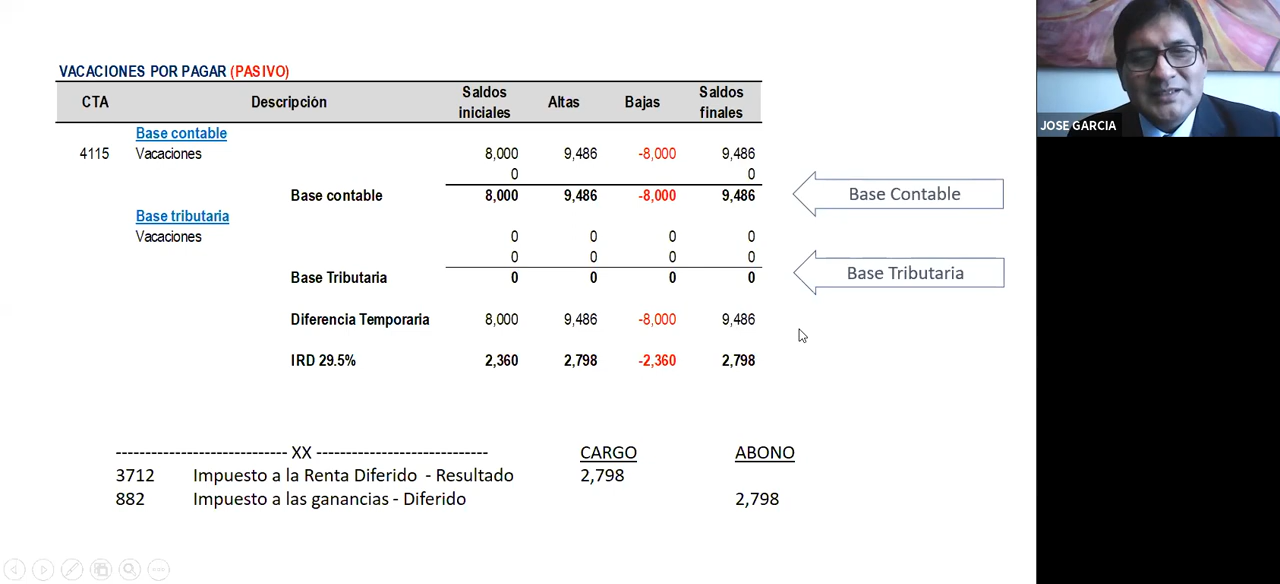 VACACIONES POR PAGAR (PASIVO)
CTA Descripción Saldos iniciales Altas Bajas Saldos finales
Base contable
4115 Vacaciones 8,000 9,486 -8,000 9,486
0 0
Base contable 8,000 9,486 -8,000 9,486
Base Contable
Base tributaria
Vacaciones 0 0 0 0
0 0 0 0
Base Tributaria 0 0 0 0
Base Tributaria
Diferencia Temporaria 8,000 9,486 -8,000 9,486
IRD 29.5% 2,360 2,798 -2,360 2,798
----------------------------- XX ----------------------------- CARGO ABONO
3712 Impuesto a la Renta Diferido - Resultado 2,798
882 Impuesto a las ganancias - Diferido 2,798
JOSE GARCIA